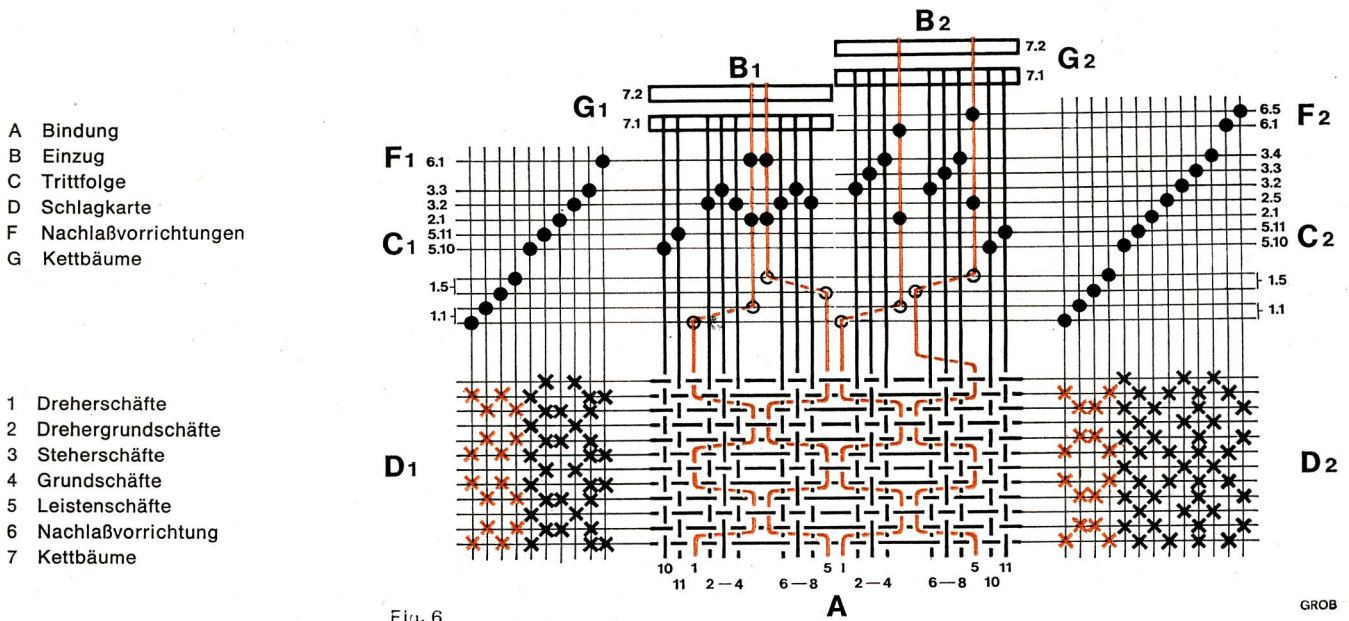 A Bindung
B Einzug
C Trittfolge
D Schlagkarte
F Nachlaßvorrichtungen
G Kettbäume
1 Dreherschäfte
2 Drehergrundschäfte
3 Steherschäfte
4 Grundschäfte
5 Leistenschäfte
6 Nachlaßvorrichtung
7 Kettbäume
B1
B2
G1
7.2
7.1
7.2
7.1
G2
F1
6.1
3.3
3.2
2.1
C1
5.11
5.10
1.5
1.1
6.5
6.1
F2
3.4
3.3
3.2
2.5
2.1
5.11
5.10
C2
1.5
1.1
D1
D2
10 1 5 1 5 11
11 2—4 6—8 2—4 6—8 10
A
Fig. 6
GROB